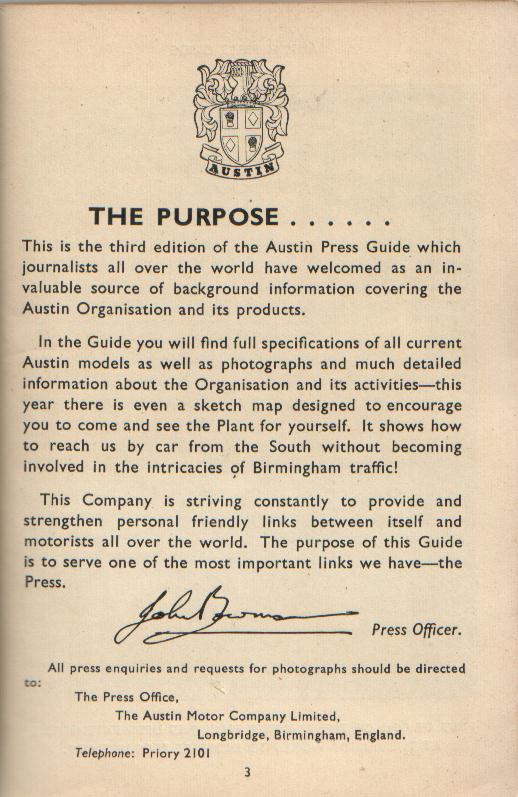 AUSTIN
THE PURPOSE . . . . . .
This is the third edition of the Austin Press Guide which
journalists all over the world have welcomed as an in-
valuable source of background information covering the
Austin Organisation and its products.
In the Guide you will find full specifications of all current
Austin models as well as photographs and much detailed
information about the Organisation and its activities—this
year there is even a sketch map designed to encourage
you to come and see the Plant for yourself. It shows how
to reach us by car from the South without becoming
involved in the intricacies of Birmingham traffic!
This Company is striving constantly to provide and
strengthen personal friendly links between itself and
motorists all over the world. The purpose of this Guide
is to serve one of the most important links we have—the
Press.
John Bowman Press Officer.
All press enquiries and requests for photographs should be directed
to:
The Press Office,
The Austin Motor Company Limited,
Longbridge, Birmingham, England.
Telephone: Priory 2101
3